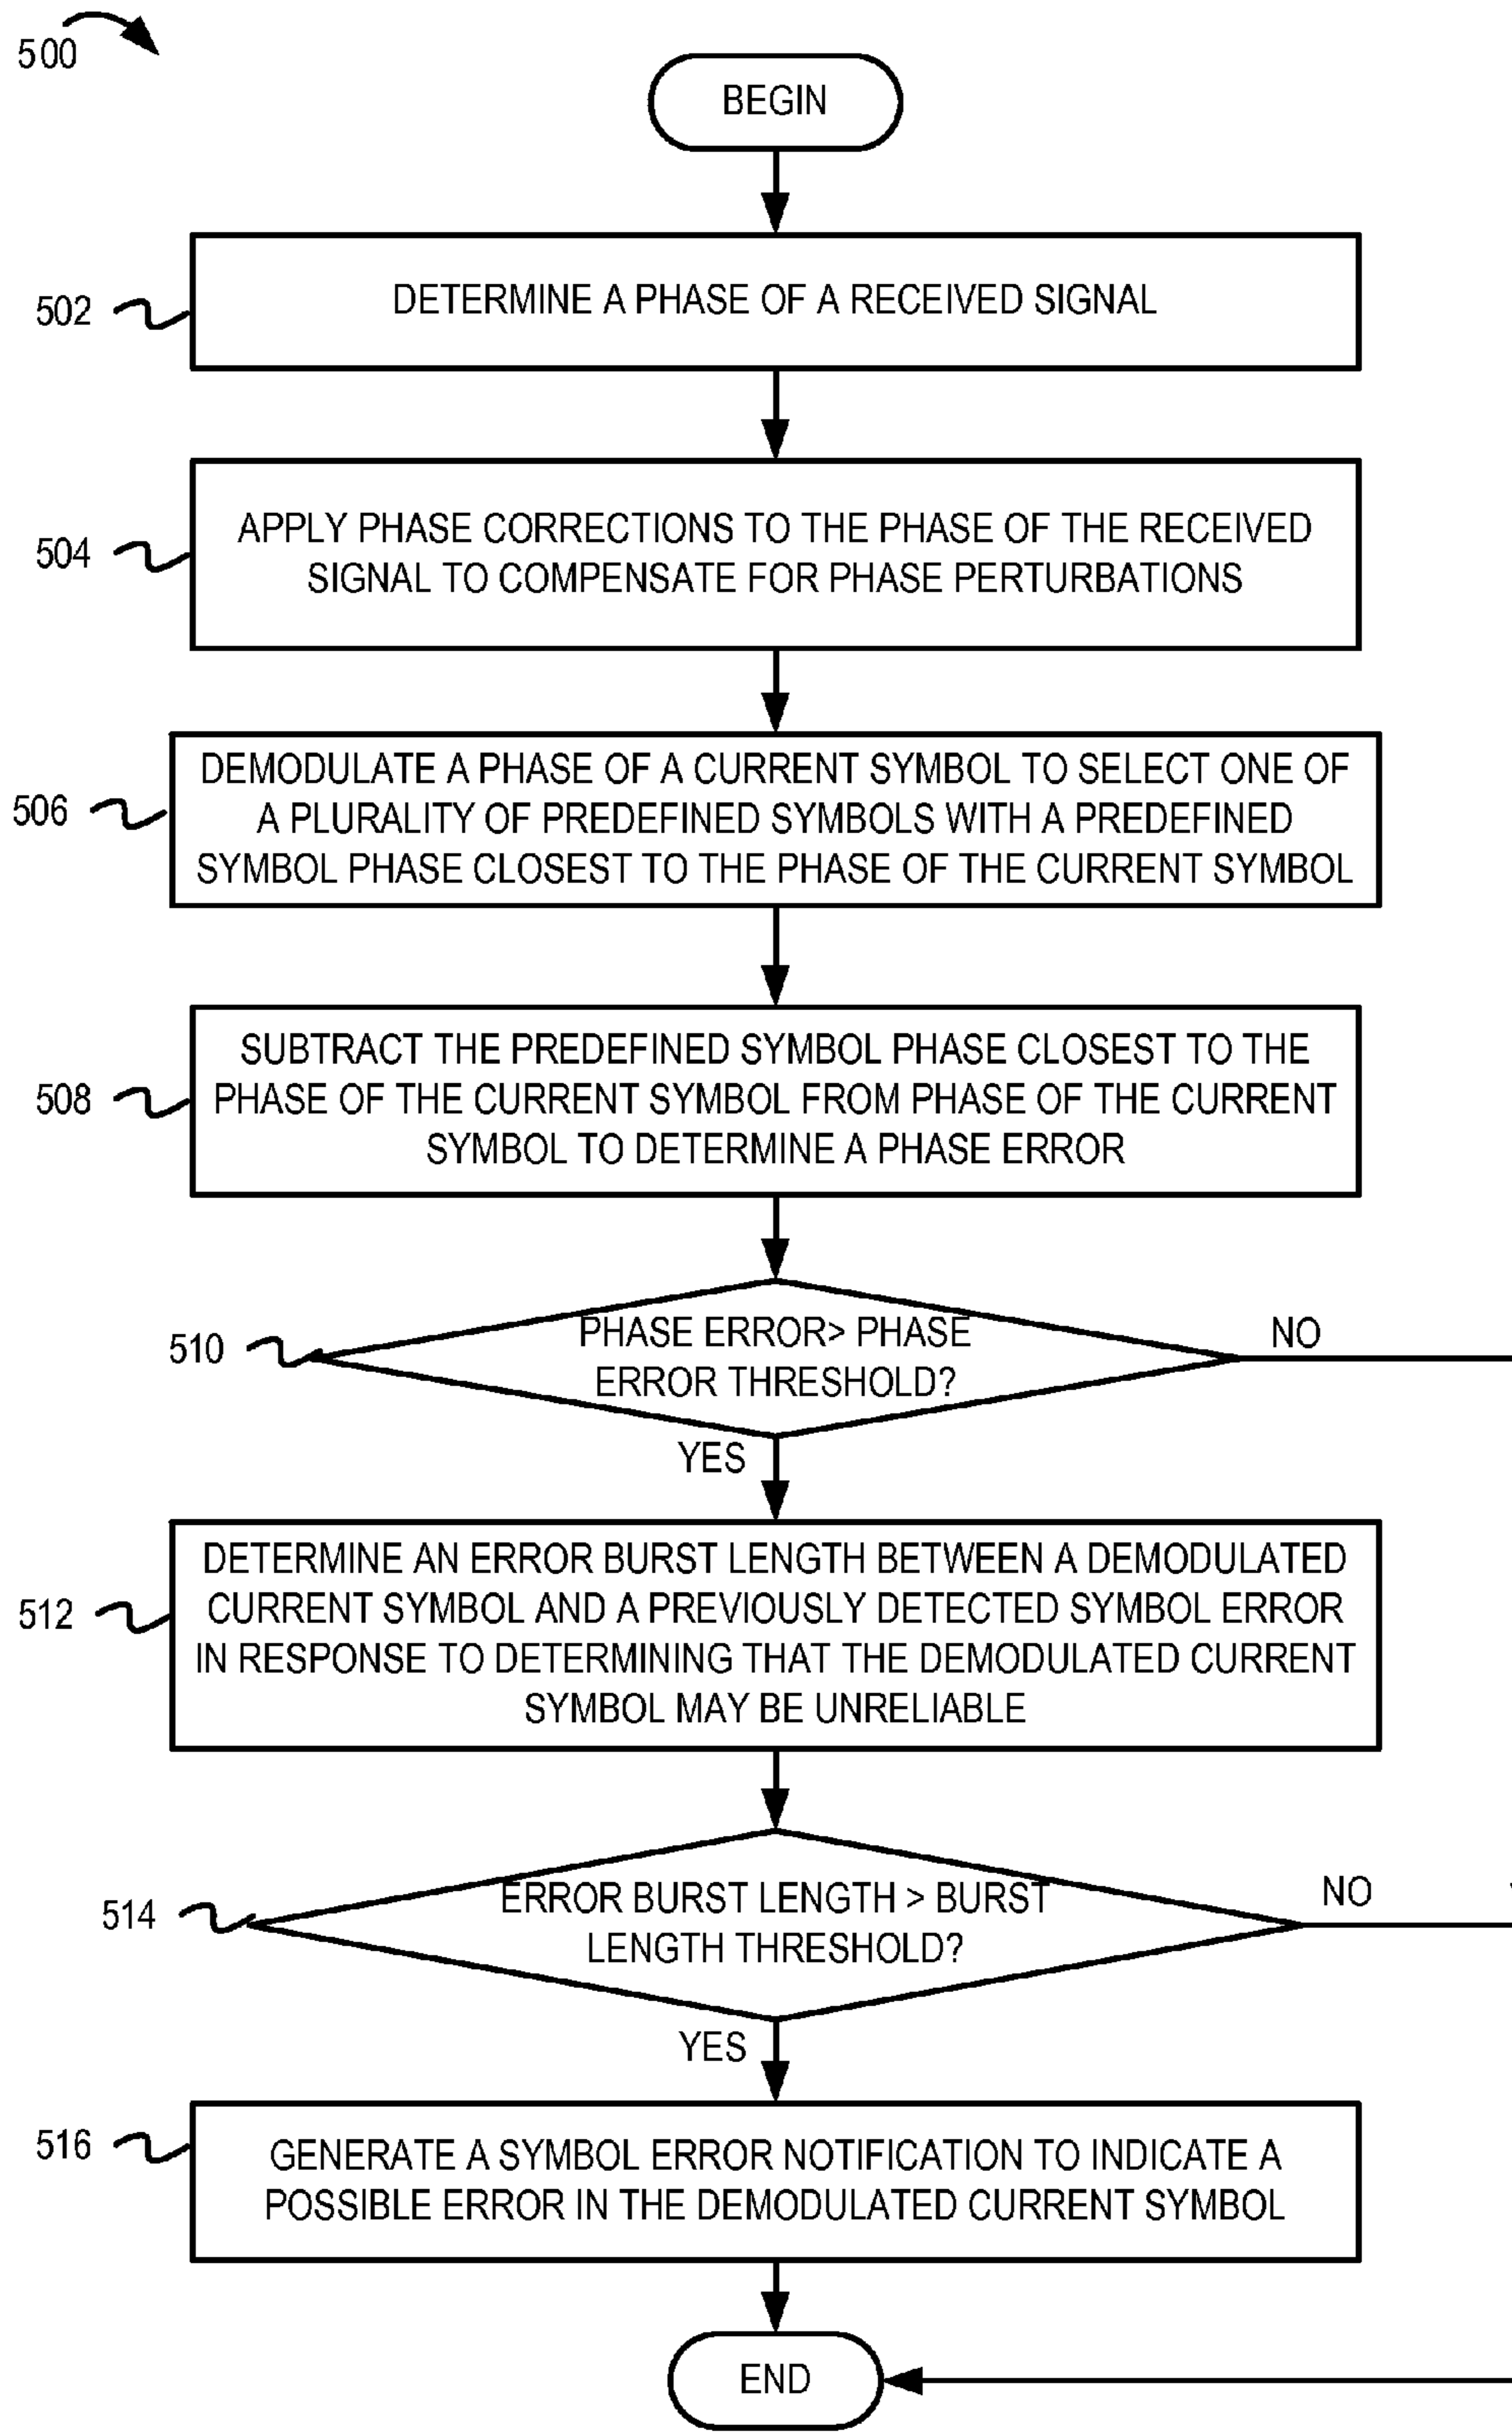 500
BEGIN
502
DETERMINE A PHASE OF A RECEIVED SIGNAL
504
APPLY PHASE CORRECTIONS TO THE PHASE OF THE RECEIVED
SIGNAL TO COMPENSATE FOR PHASE PERTURBATIONS
506
DEMODULATE A PHASE OF A CURRENT SYMBOL TO SELECT ONE OF
A PLURALITY OF PREDEFINED SYMBOLS WITH A PREDEFINED
SYMBOL PHASE CLOSEST TO THE PHASE OF THE CURRENT SYMBOL
508
SUBTRACT THE PREDEFINED SYMBOL PHASE CLOSEST TO THE
PHASE OF THE CURRENT SYMBOL FROM PHASE OF THE CURRENT
SYMBOL TO DETERMINE A PHASE ERROR
510
PHASE ERROR> PHASE
ERROR THRESHOLD?
NO
YES
512
DETERMINE AN ERROR BURST LENGTH BETWEEN A DEMODULATED
CURRENT SYMBOL AND A PREVIOUSLY DETECTED SYMBOL ERROR
IN RESPONSE TO DETERMINING THAT THE DEMODULATED CURRENT
SYMBOL MAY BE UNRELIABLE
514
ERROR BURST LENGTH > BURST
LENGTH THRESHOLD?
NO
YES
516
GENERATE A SYMBOL ERROR NOTIFICATION TO INDICATE A
POSSIBLE ERROR IN THE DEMODULATED CURRENT SYMBOL
END